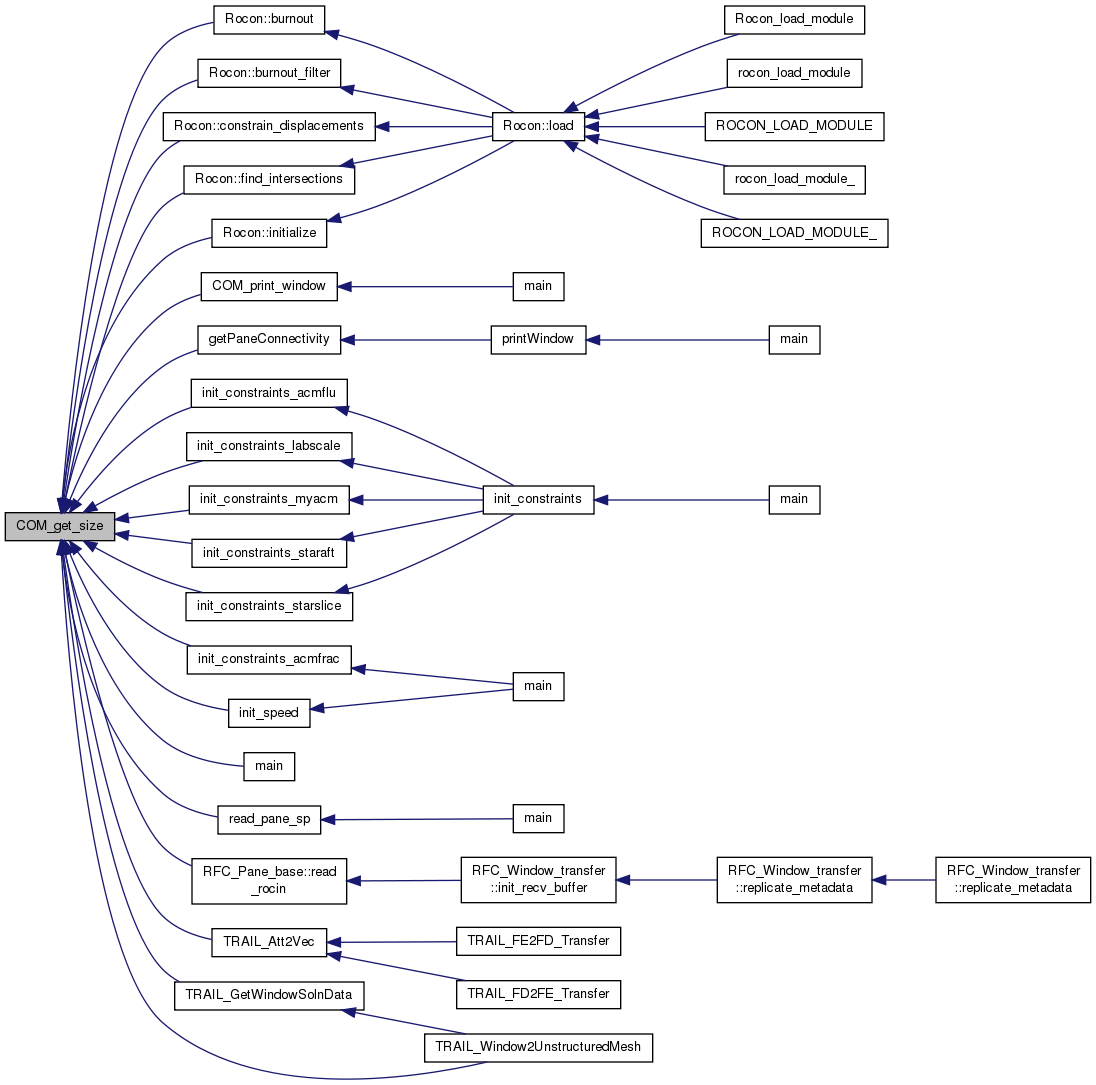 Rocon::burnout
Rocon_load_module
Rocon::burnout_filter
rocon_load_module
Rocon::constrain_displacements
Rocon::load
ROCON_LOAD_MODULE
Rocon::find_intersections
rocon_load_module_
Rocon::initialize
ROCON_LOAD_MODULE_
COM_print_window
main
getPaneConnectivity
printWindow
main
init_constraints_acmflu
init_constraints_labscale
init_constraints_myacm
init_constraints
main
COM_get_size
init_constraints_staraft
init_constraints_starslice
init_constraints_acmfrac
main
init_speed
main
read_pane_sp
main
RFC_Pane_base::read
_rocin
RFC_Window_transfer
::init_recv_buffer
RFC_Window_transfer
::replicate_metadata
RFC_Window_transfer
::replicate_metadata
TRAIL_Att2Vec
TRAIL_FE2FD_Transfer
TRAIL_FD2FE_Transfer
TRAIL_GetWindowSolnData
TRAIL_Window2UnstructuredMesh